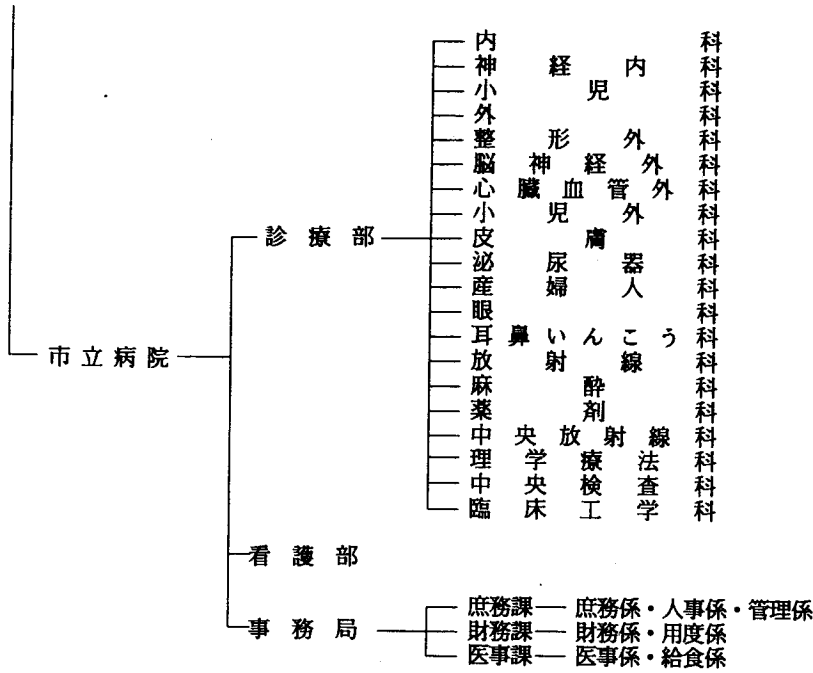 内科
神経内科
小児科
外科
整形外科
脳神経外科
心臓血管外科
小児外科
診療部
皮膚科
泌尿器科
産婦人科
眼科
耳鼻いんこう科
市立病院
放射線科
麻酔科
薬剤科
中央放射線科
理学療法科
中央検査科
臨床工学科
看護部
庶務課 庶務係・人事係・管理係
事務局
財務課 財務係・用度係
医事課 医事係・給食係